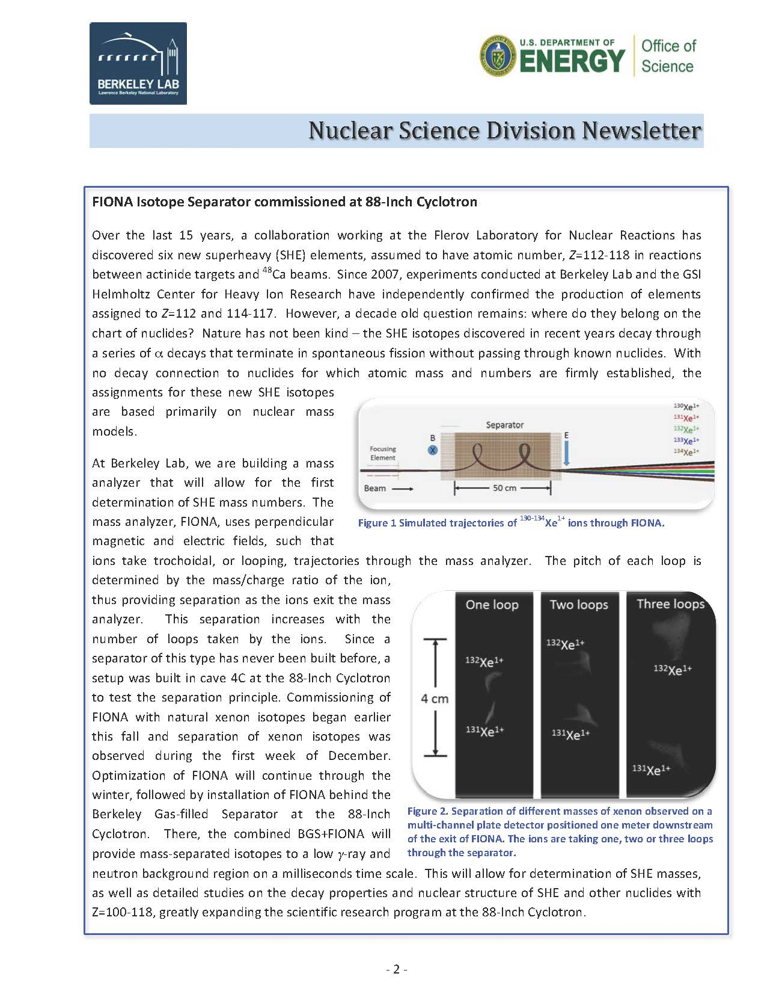 BERKELEY LAB
Lawrence Berkeley National Laboratory
U.S. DEPARTMENT OF
ENERGY
Office of
Science
Nuclear Science Division Newsletter
FIONA Isotope Separator commissioned at 88-Inch Cyclotron
Over the last 15 years, a collaboration working at the Flerov Laboratory for Nuclear Reactions has
discovered six new superheavy (SHE) elements, assumed to have atomic number, Z=112-118 in reactions
between actinide targets and ⁴⁸Ca beams. Since 2007, experiments conducted at Berkeley Lab and the GSI
Helmholtz Center for Heavy Ion Research have independently confirmed the production of elements
assigned to Z=112 and 114-117. However, a decade old question remains: where do they belong on the
chart of nuclides? Nature has not been kind – the SHE isotopes discovered in recent years decay through
a series of α decays that terminate in spontaneous fission without passing through known nuclides. With
no decay connection to nuclides for which atomic mass and numbers are firmly established, the
assignments for these new SHE isotopes
are based primarily on nuclear mass
models.
At Berkeley Lab, we are building a mass
analyzer that will allow for the first
determination of SHE mass numbers. The
mass analyzer, FIONA, uses perpendicular
magnetic and electric fields, such that
ions take trochoidal, or looping, trajectories through the mass analyzer. The pitch of each loop is
determined by the mass/charge ratio of the ion,
thus providing separation as the ions exit the mass
analyzer. This separation increases with the
number of loops taken by the ions. Since a
separator of this type has never been built before, a
setup was built in cave 4C at the 88-Inch Cyclotron
to test the separation principle. Commissioning of
FIONA with natural xenon isotopes began earlier
this fall and separation of xenon isotopes was
observed during the first week of December.
Optimization of FIONA will continue through the
winter, followed by installation of FIONA behind the
Berkeley Gas-filled Separator at the 88-Inch
Cyclotron. There, the combined BGS+FIONA will
provide mass-separated isotopes to a low γ-ray and
neutron background region on a milliseconds time scale. This will allow for determination of SHE masses,
as well as detailed studies on the decay properties and nuclear structure of SHE and other nuclides with
Z=100-118, greatly expanding the scientific research program at the 88-Inch Cyclotron.
Focusing
Element
Beam
B
X
Separator
50 cm
E
¹³⁰Xe¹⁺
¹³¹Xe¹⁺
¹³²Xe¹⁺
¹³³Xe¹⁺
¹³⁴Xe¹⁺
Figure 1 Simulated trajectories of ¹³⁰⁻¹³⁴Xe¹⁺ ions through FIONA.
4 cm
One loop
¹³²Xe¹⁺
¹³¹Xe¹⁺
Two loops
¹³²Xe¹⁺
¹³¹Xe¹⁺
Three loops
¹³²Xe¹⁺
¹³¹Xe¹⁺
Figure 2. Separation of different masses of xenon observed on a
multi-channel plate detector positioned one meter downstream
of the exit of FIONA. The ions are taking one, two or three loops
through the separator.
- 2 -